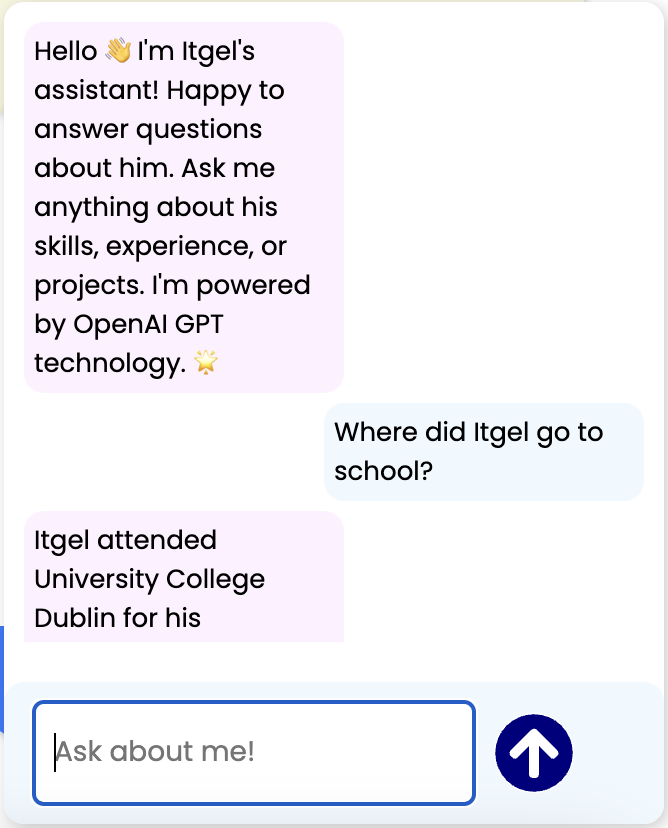 Hello 👋 I'm Itgel's
assistant! Happy to
answer questions
about him. Ask me
anything about his
skills, experience, or
projects. I'm powered
by OpenAI GPT
technology. 🌟
Where did Itgel go to
school?
Itgel attended
University College
Dublin for his
Ask about me!